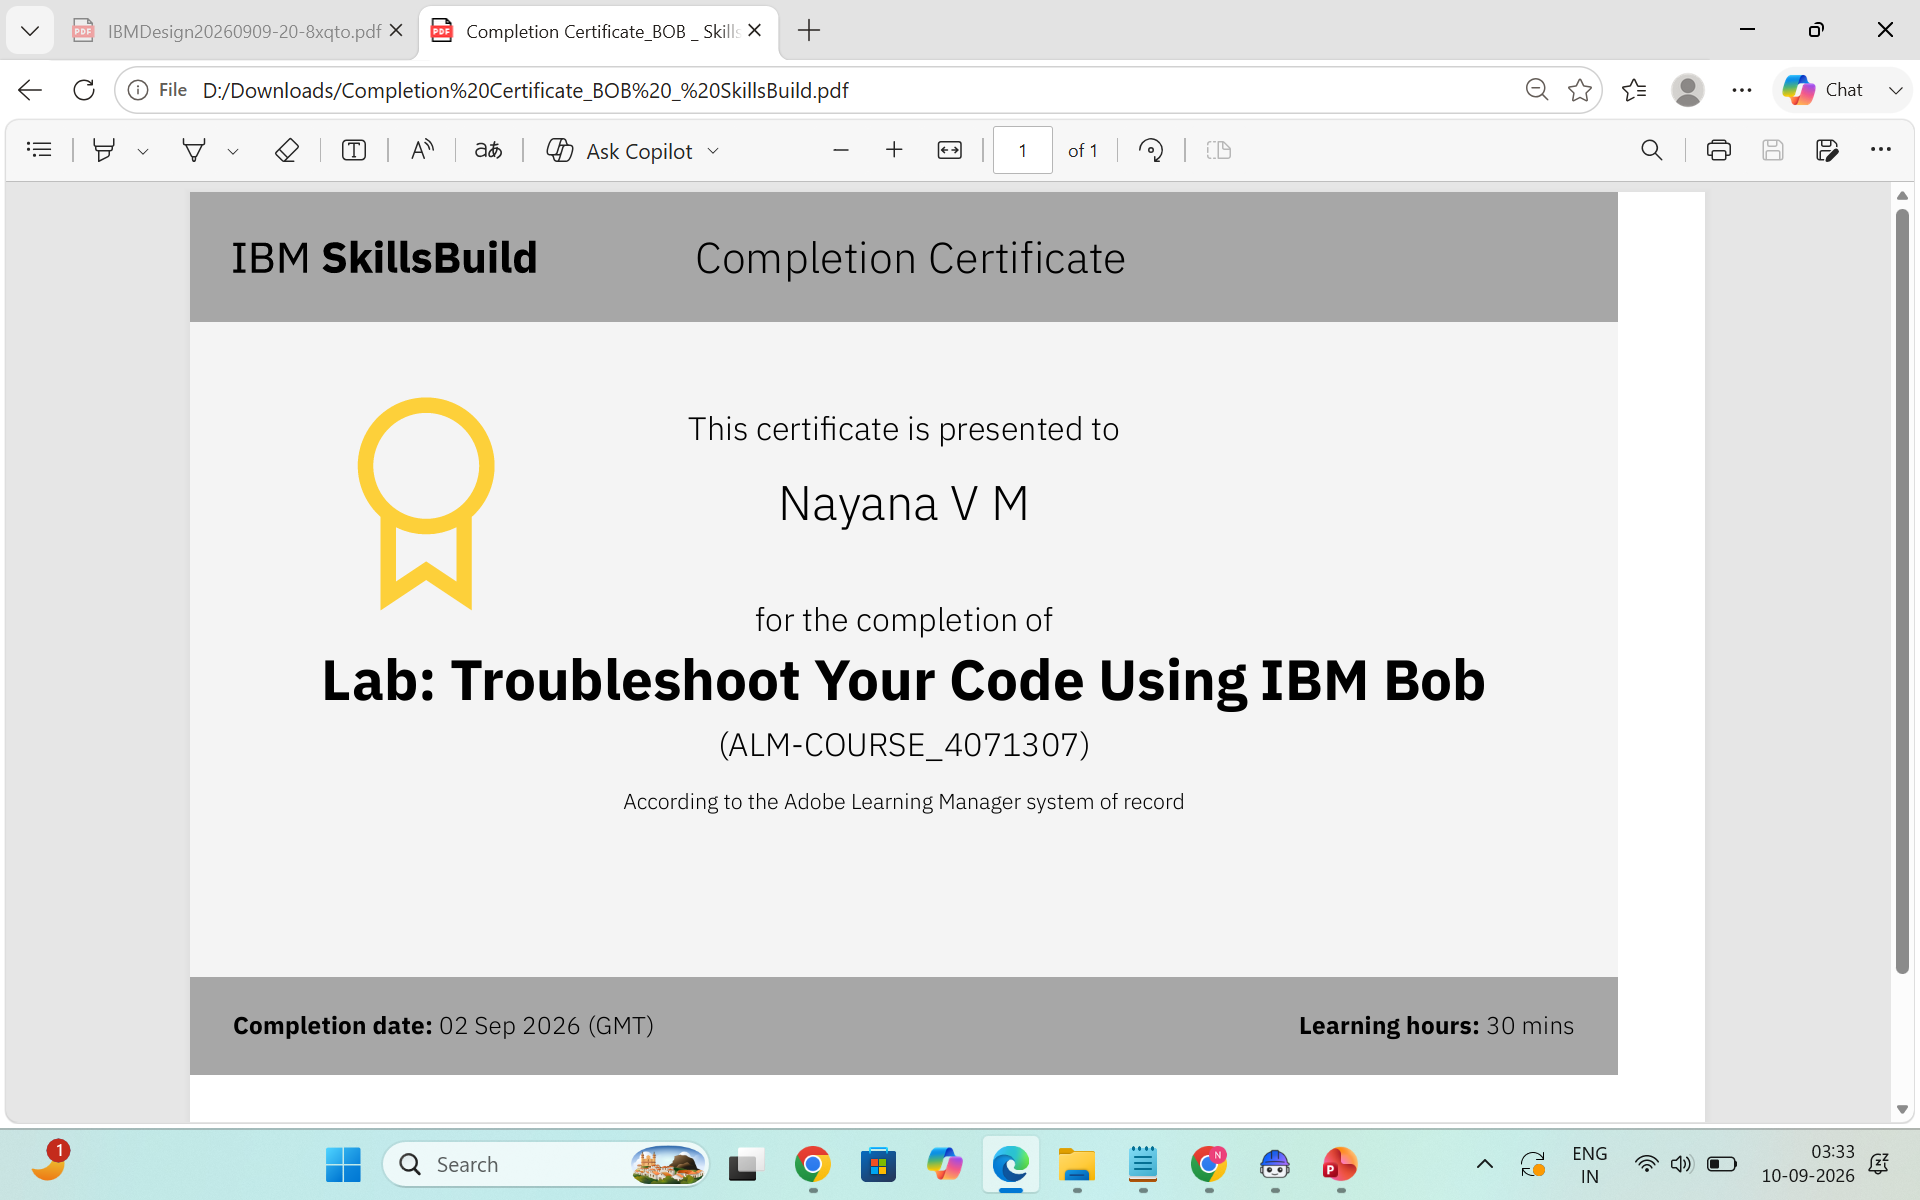 IBMDesign20260909-20-8xqto.pdf
Completion Certificate_BOB _ Skills
File D:/Downloads/Completion%20Certificate_BOB%20_%20SkillsBuild.pdf
Chat
Ask Copilot
1 of 1
IBM SkillsBuild
Completion Certificate
This certificate is presented to
Nayana V M
for the completion of
Lab: Troubleshoot Your Code Using IBM Bob
(ALM-COURSE_4071307)
According to the Adobe Learning Manager system of record
Completion date: 02 Sep 2026 (GMT)
Learning hours: 30 mins
1
Search
N
P
ENG
IN
03:33
10-09-2026